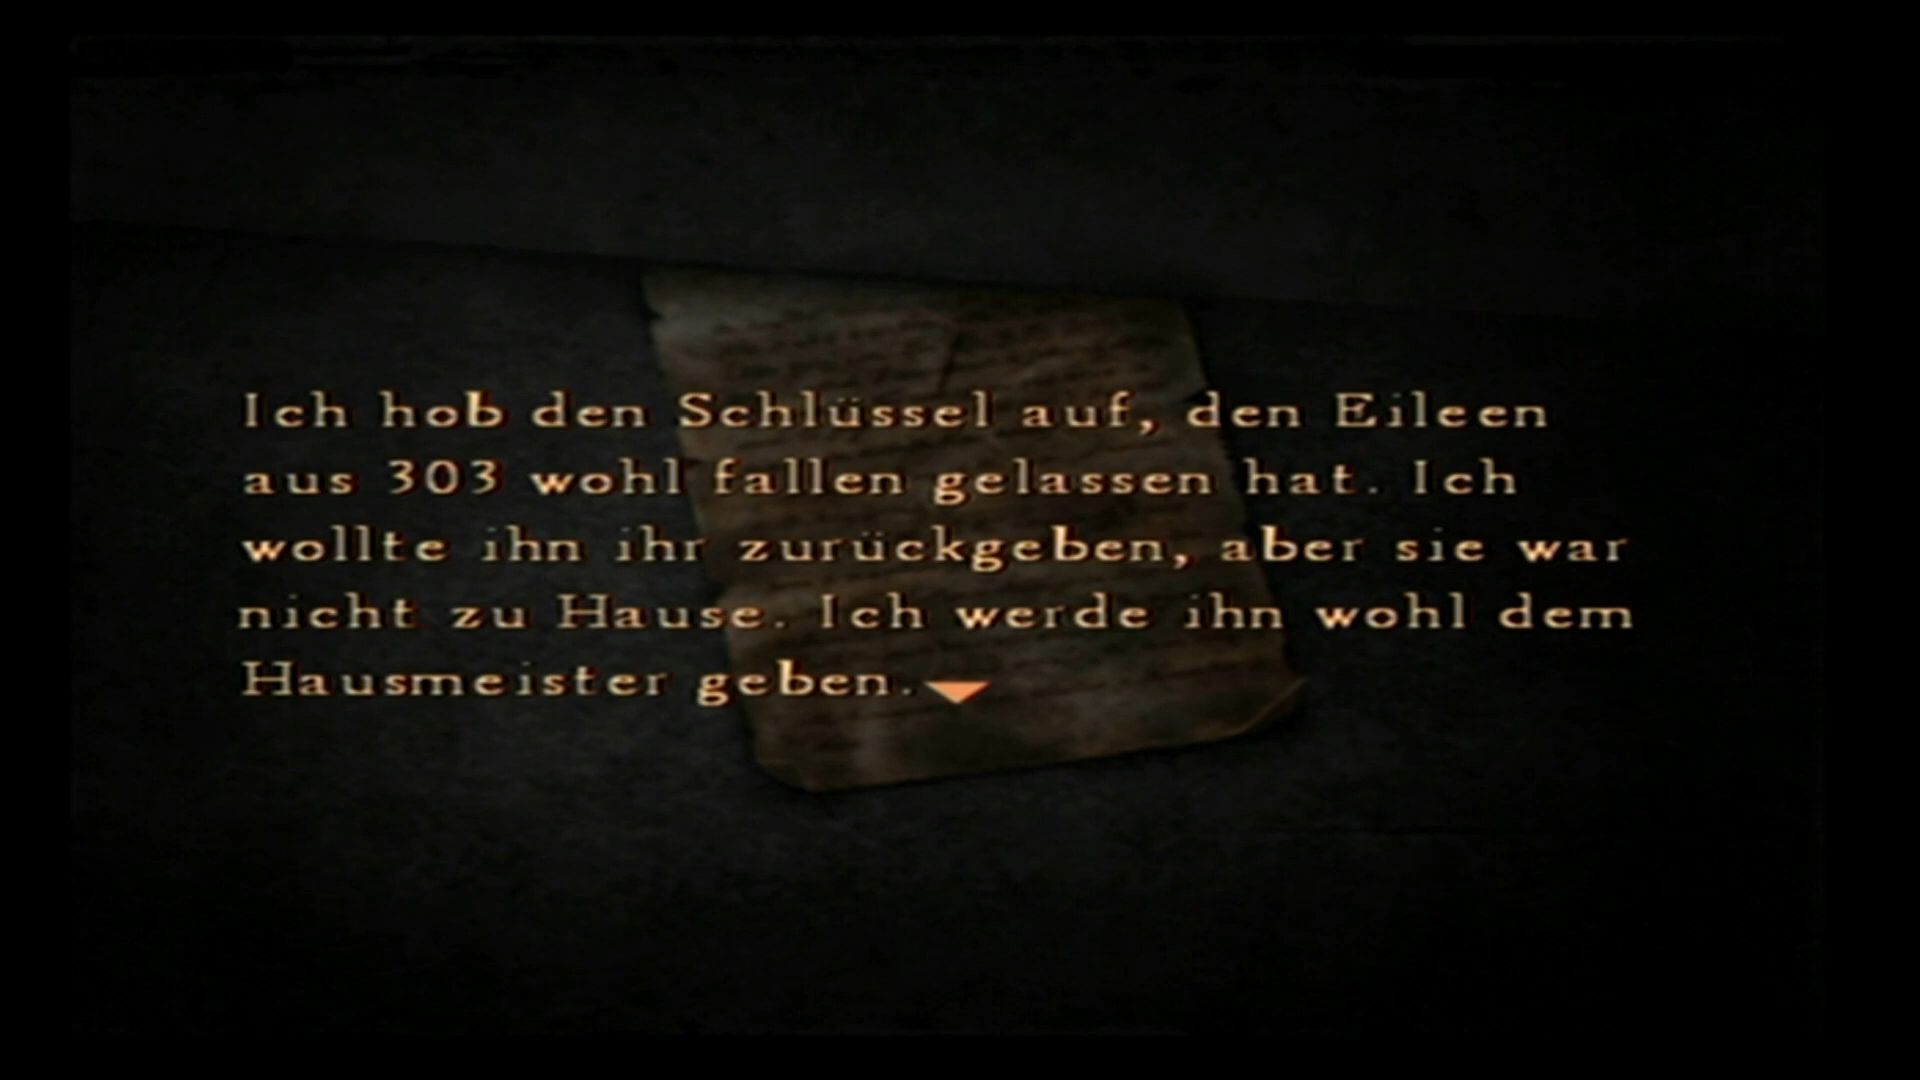 Ich hob den Schlüssel auf, den Eileen
aus 303 wohl fallen gelassen hat. Ich
wollte ihn ihr zurückgeben, aber sie war
nicht zu Hause. Ich werde ihn wohl dem
Hausmeister geben.